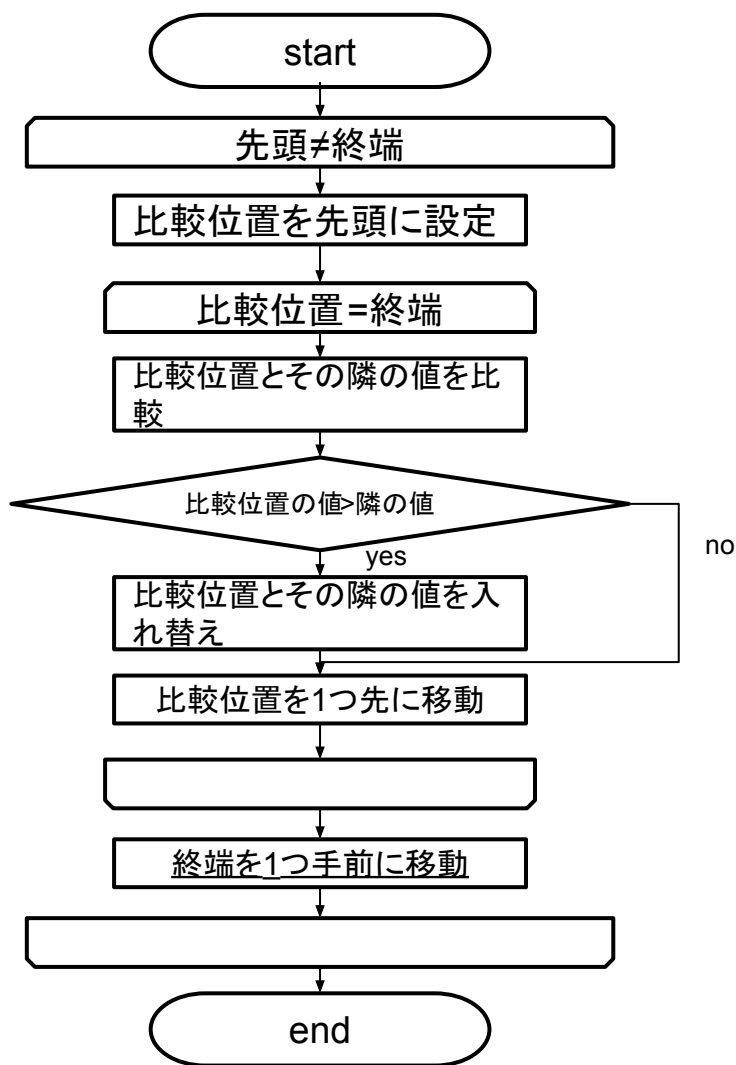 start
先頭≠終端
比較位置を先頭に設定
比較位置=終端
比較位置とその隣の値を比
較
比較位置の値>隣の値
no
yes
比較位置とその隣の値を入
れ替え
比較位置を1つ先に移動
終端を1つ手前に移動
end